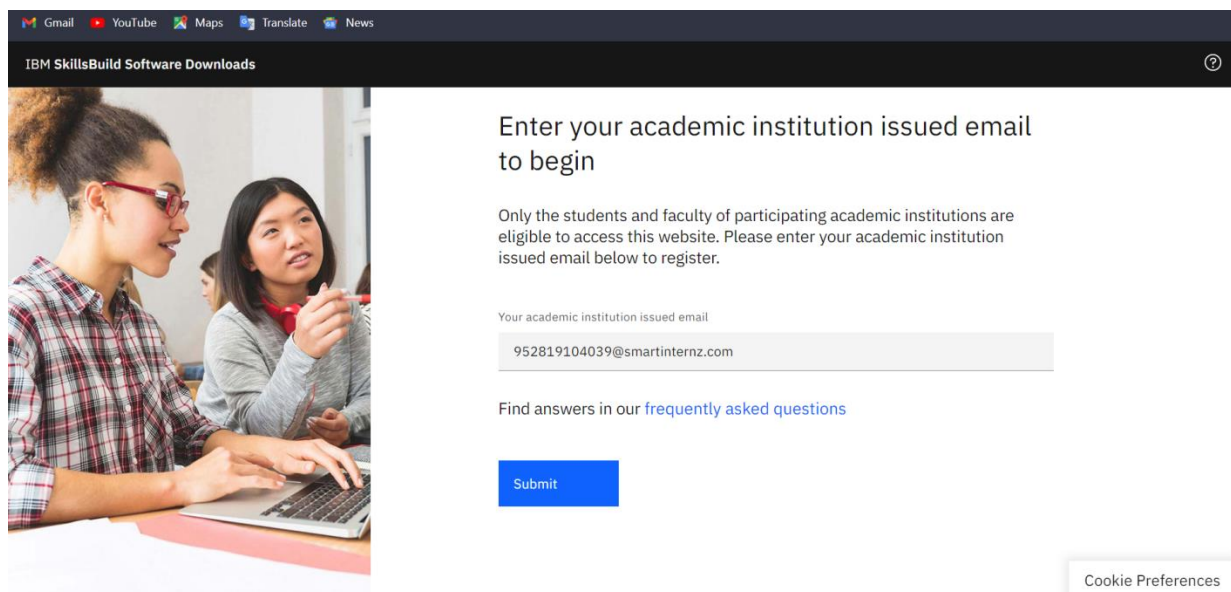 Gmail YouTube Maps Translate News
IBM SkillsBuild Software Downloads
Enter your academic institution issued email
to begin
Only the students and faculty of participating academic institutions are
eligible to access this website. Please enter your academic institution
issued email below to register.
Your academic institution issued email
952819104039@smartinternz.com
Find answers in our frequently asked questions
Submit
Cookie Preferences